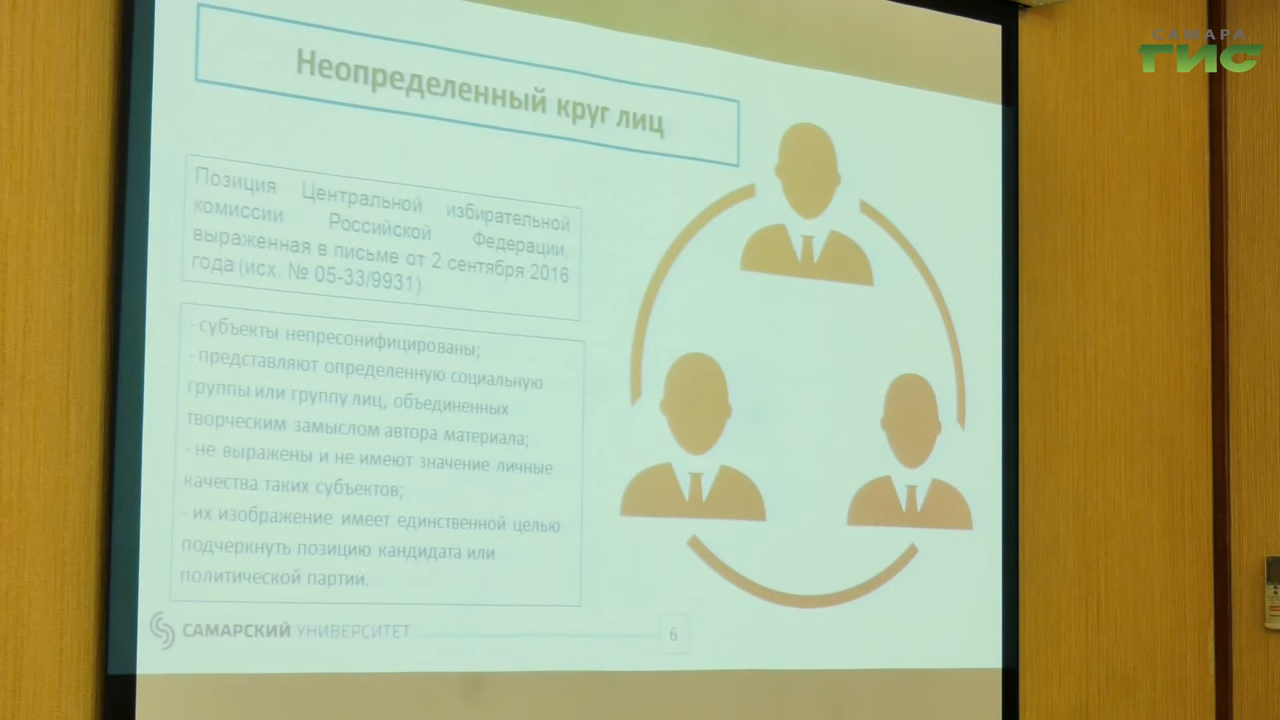 САМАРА
ГИС
Неопределенный круг лиц
Позиция Центральной избирательной
комиссии Российской Федерации,
выраженная в письме от 2 сентября 2016
года (исх. № 05-33/9931)
- субъекты непресонифицированы;
- представляют определенную социальную
группы или группу лиц, объединенных
творческим замыслом автора материала;
- не выражены и не имеют значение личные
качества таких субъектов;
- их изображение имеет единственной целью
подчеркнуть позицию кандидата или
политической партии.
САМАРСКИЙ УНИВЕРСИТЕТ
6